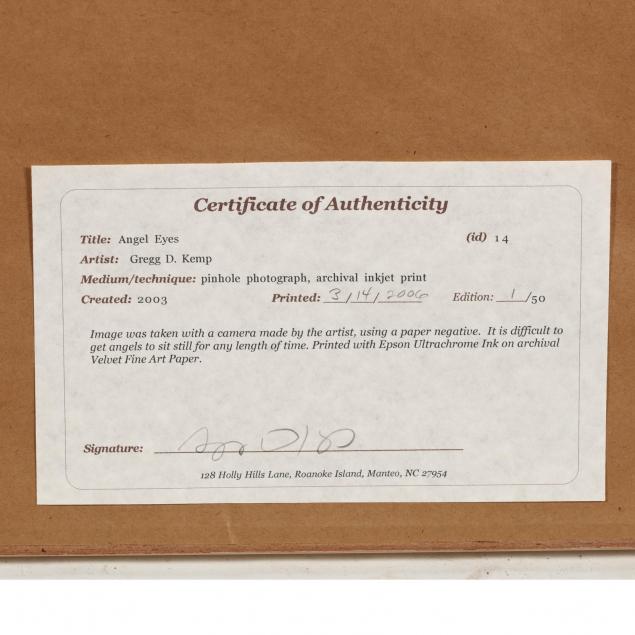 Certificate of Authenticity
Title: Angel Eyes (id) 14
Artist: Gregg D. Kemp
Medium/technique: pinhole photograph, archival inkjet print
Created: 2003 Printed: 3/14/2006 Edition: 1/50
Image was taken with a camera made by the artist, using a paper negative. It is difficult to
get angels to sit still for any length of time. Printed with Epson Ultrachrome Ink on archival
Velvet Fine Art Paper.
Signature:
128 Holly Hills Lane, Roanoke Island, Manteo, NC 27954